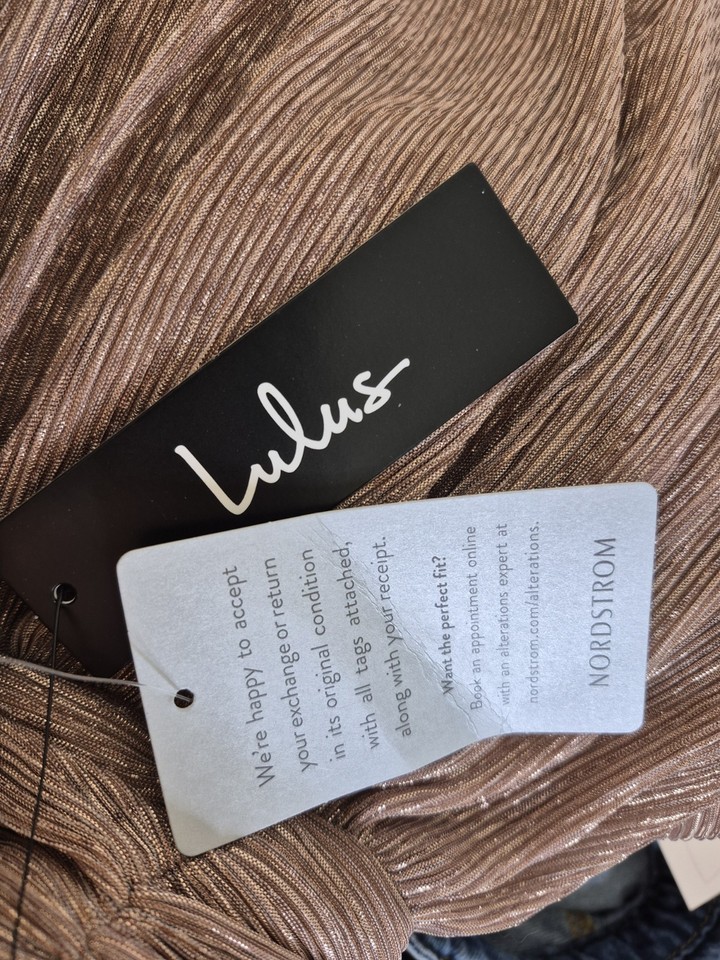 Lulus
We're happy to accept
your exchange or return
in its original condition
with all tags attached,
along with your receipt.
Want the perfect fit?
Book an appointment online
with an alterations expert at
nordstrom.com/alterations.
NORDSTROM